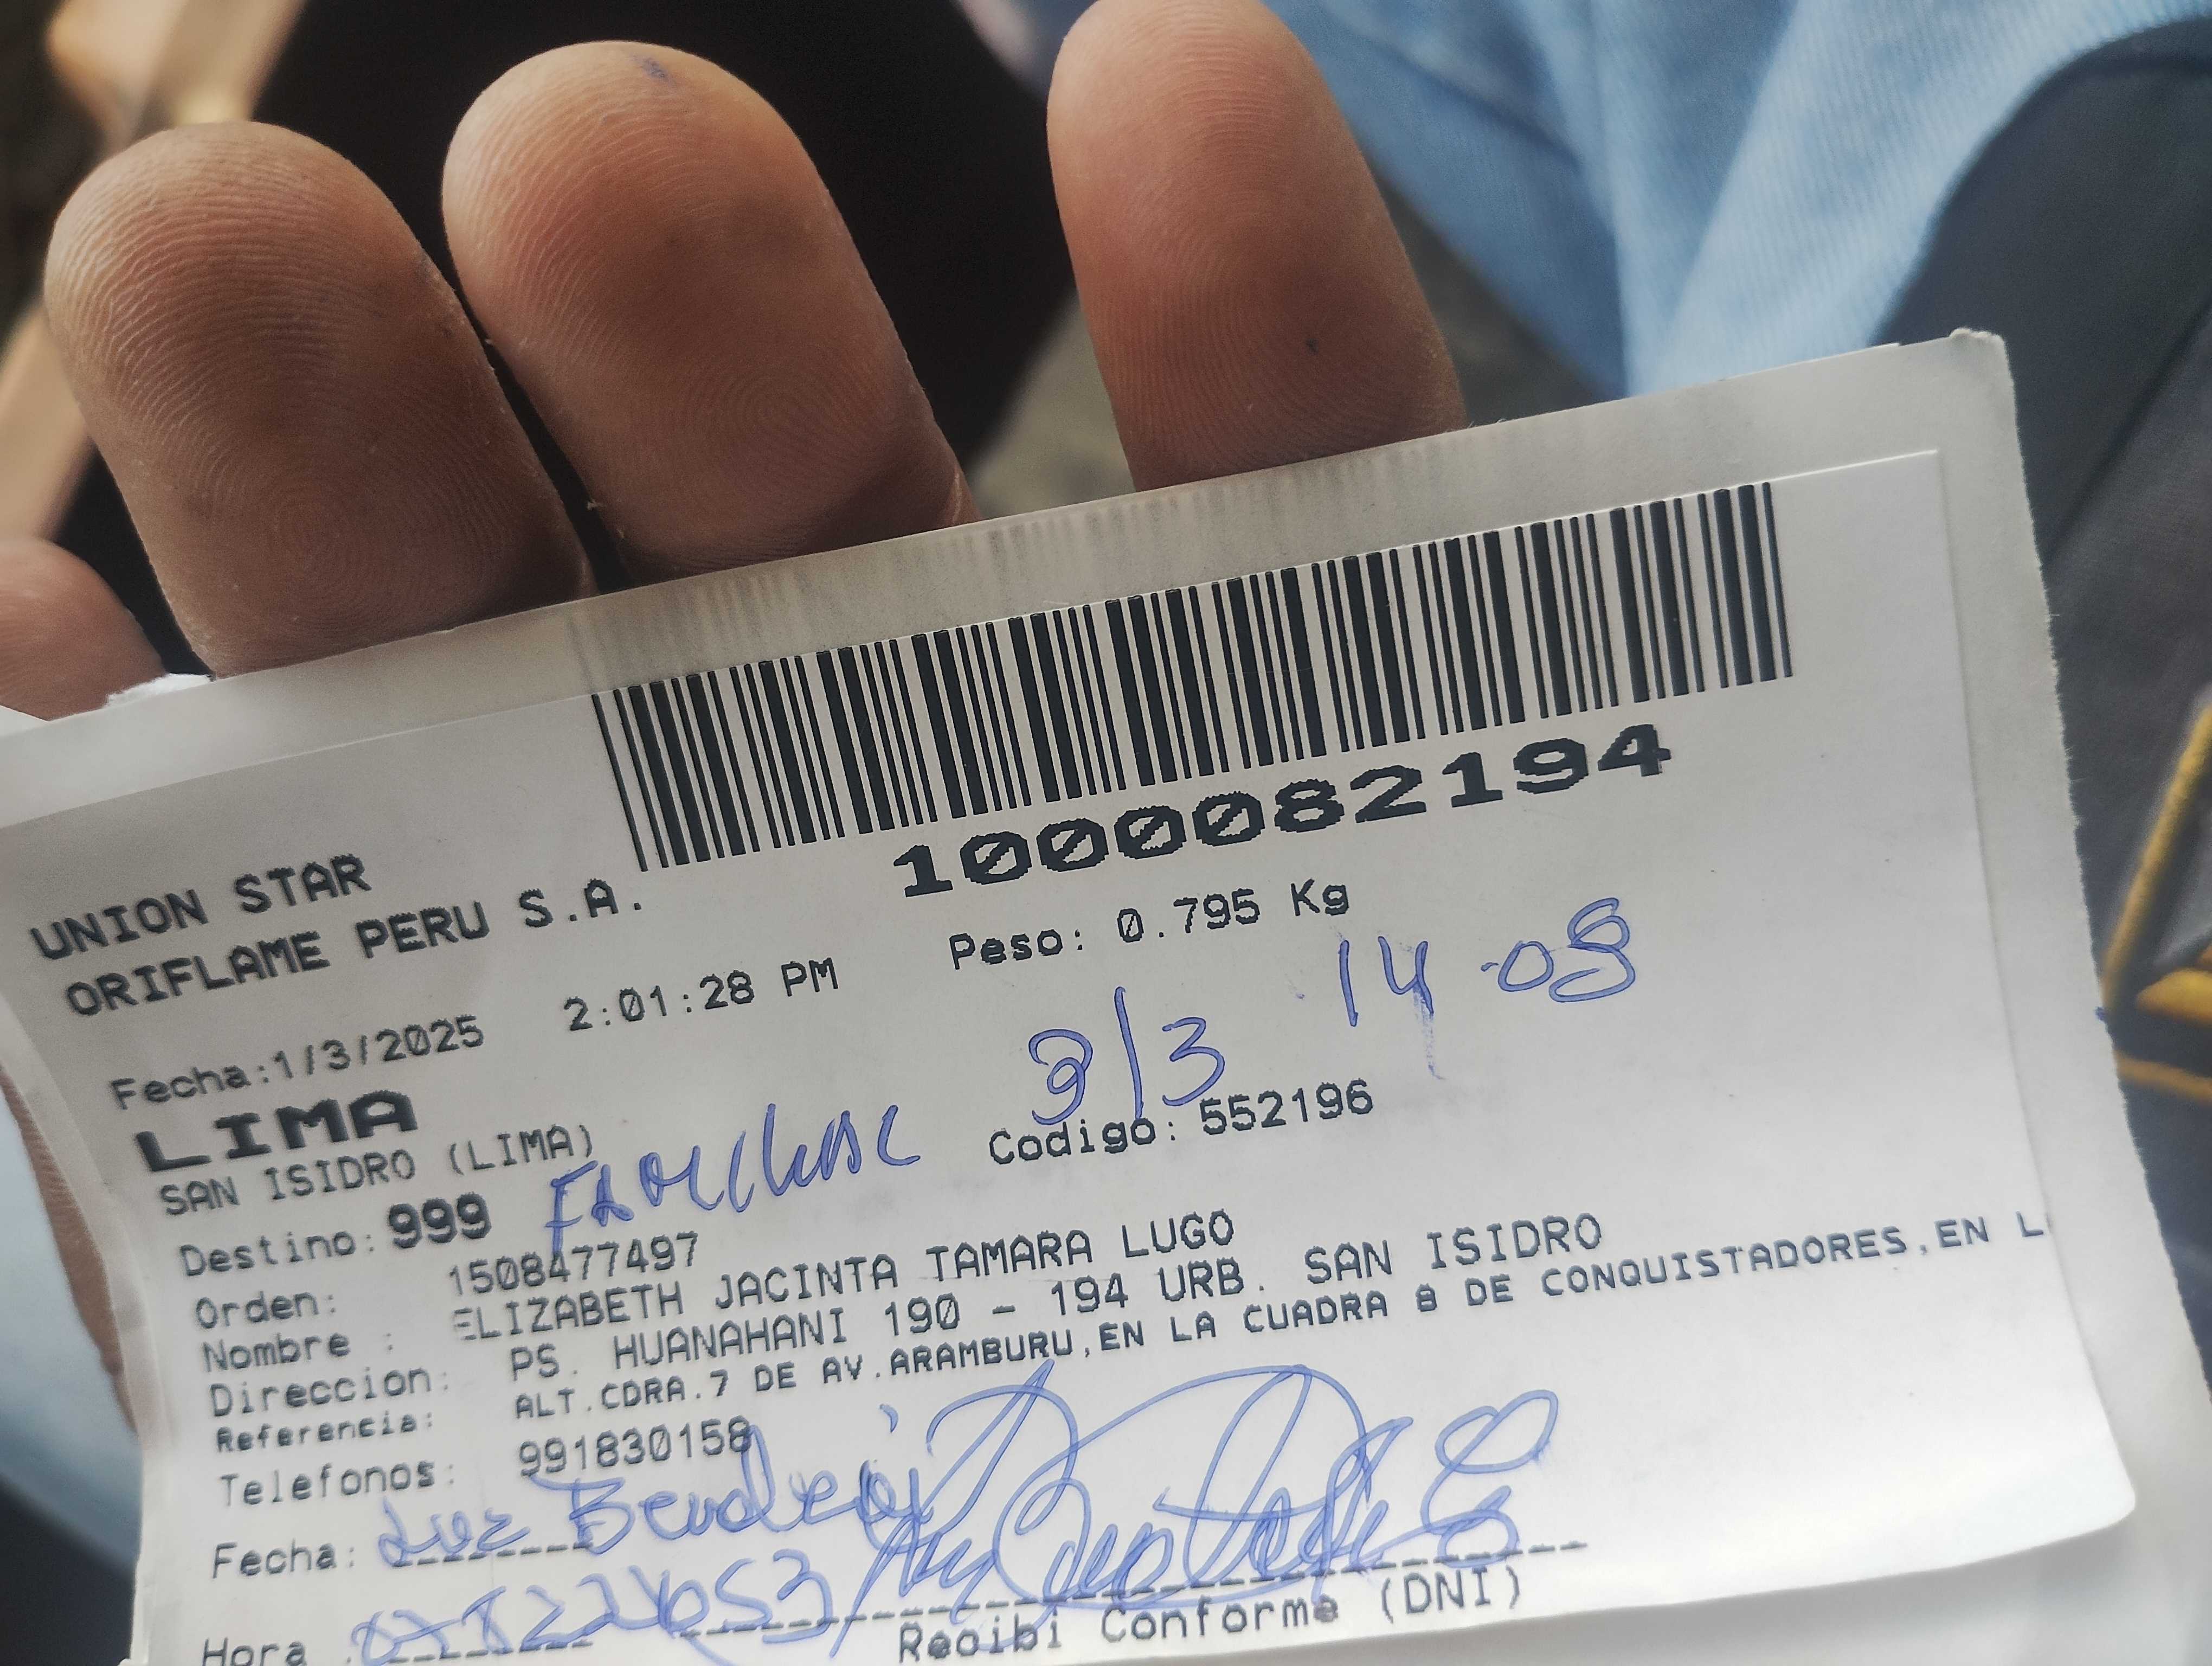 1000082194
UNION STAR
ORIFLAME PERU S.A.
Peso: 0.795 Kg
Fecha:1/3/2025 2:01:28 PM
14 08
3/3
LIMA
SAN ISIDRO (LIMA)
Codigo: 552196
Destino: 999
Orden: 1508477497
Nombre : ELIZABETH JACINTA TAMARA LUGO
Direccion: PS. HUANAHANI 190 - 194 URB. SAN ISIDRO
Referencia: ALT.CDRA.7 DE AV.ARAMBURU,EN LA CUADRA 8 DE CONQUISTADORES,EN L
Telefonos: 991830158
Fecha: Luz
Hora
Recibi Conforme (DNI)